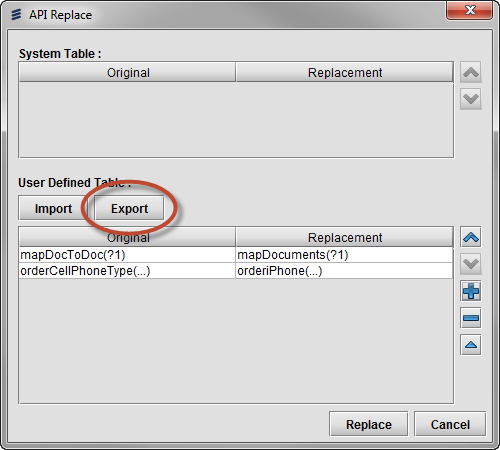 API Replace
System Table :
Original Replacement
User Defined Table :
Import Export
Original Replacement
mapDocToDoc(?1) mapDocuments(?1)
orderCellPhoneType(...) orderiPhone(...)
Replace Cancel